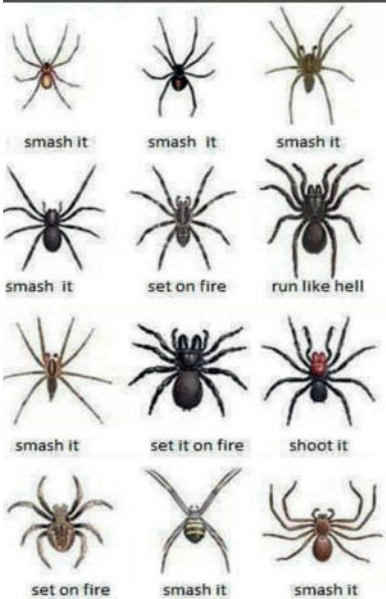 smash it
smash it
smash it
smash it
set on fire
run like hell
smash it
set it on fire
shoot it
set on fire
smash it
smash it